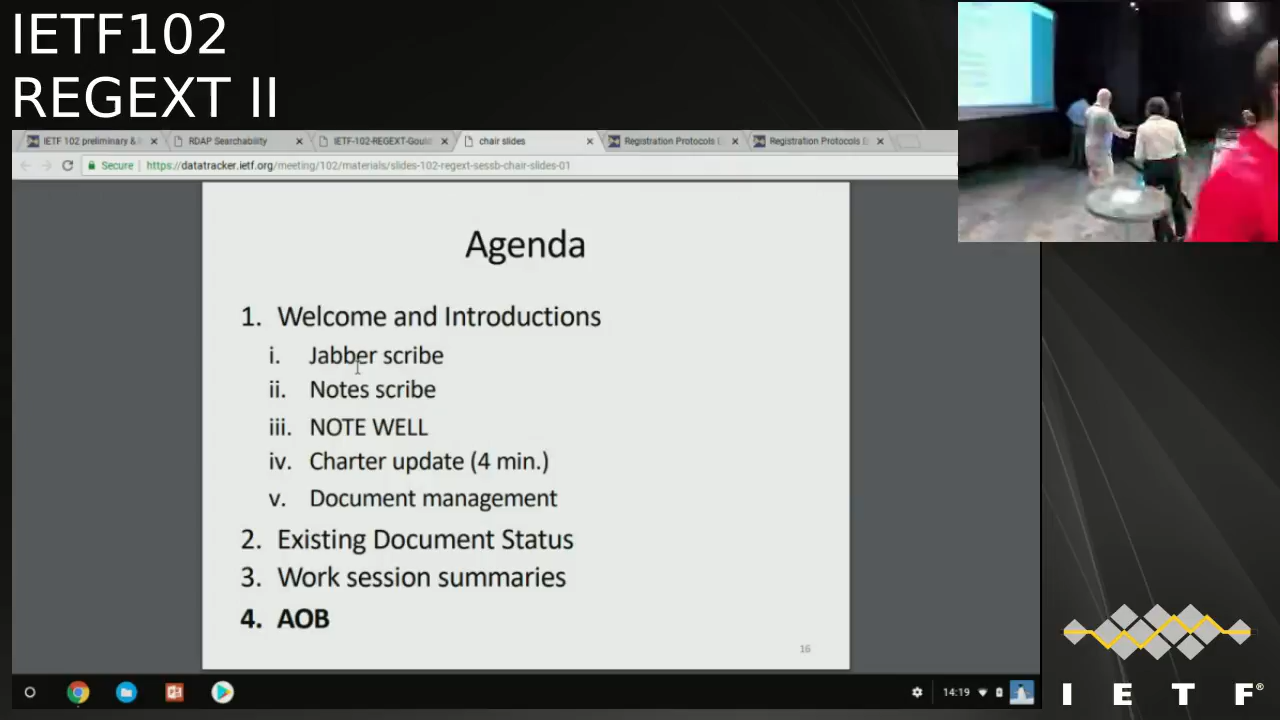 IETF102
REGEXT II
IETF 102 preliminary &
RDAP Searchability
IETF-102-REGEXT-Gould
chair slides
Registration Protocols E
Registration Protocols E
Secure
https://datatracker.ietf.org/meeting/102/materials/slides-102-regext-sessb-chair-slides-01
Agenda
1. Welcome and Introductions
i. Jabber scribe
ii. Notes scribe
iii. NOTE WELL
iv. Charter update (4 min.)
v. Document management
2. Existing Document Status
3. Work session summaries
4. AOB
16
14:19
I E T F®